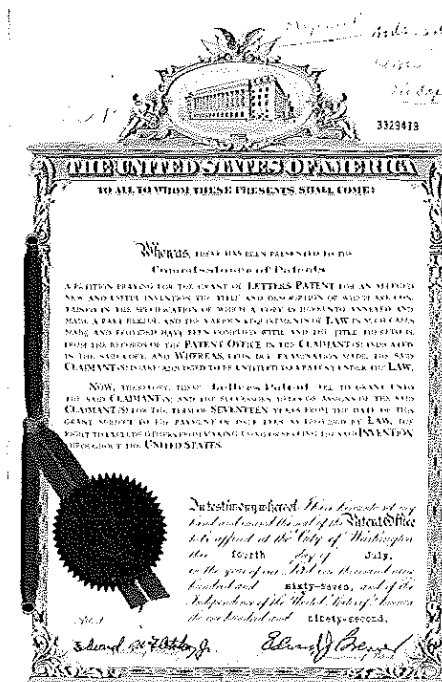 3329419
THE UNITED STATES OF AMERICA
TO ALL TO WHOM THESE PRESENTS SHALL COME:
Whereas, THERE HAS BEEN PRESENTED TO THE
Commissioner of Patents
A PETITION PRAYING FOR THE GRANT OF LETTERS PATENT FOR AN ALLEGED
NEW AND USEFUL INVENTION THE TITLE AND DESCRIPTION OF WHICH ARE CON-
TAINED IN THE SPECIFICATION OF WHICH A COPY IS HEREUNTO ANNEXED AND
MADE A PART HEREOF, AND THE VARIOUS REQUIREMENTS OF LAW IN SUCH CASES
MADE AND PROVIDED HAVE BEEN COMPLIED WITH, AND THE TITLE THERETO IS,
FROM THE RECORDS OF THE PATENT OFFICE IN THE CLAIMANT(S) INDICATED
IN THE SAID COPY, AND WHEREAS, UPON DUE EXAMINATION MADE, THE SAID
CLAIMANT(S) IS (ARE) ADJUDGED TO BE ENTITLED TO A PATENT UNDER THE LAW.
NOW, THEREFORE, THESE Letters Patent ARE TO GRANT UNTO
THE SAID CLAIMANT(S) AND THE SUCCESSORS, HEIRS OR ASSIGNS OF THE SAID
CLAIMANT(S) FOR THE TERM OF SEVENTEEN YEARS FROM THE DATE OF THIS
GRANT, SUBJECT TO THE PAYMENT OF ISSUE FEES AS PROVIDED BY LAW, THE
RIGHT TO EXCLUDE OTHERS FROM MAKING, USING OR SELLING THE SAID INVENTION
THROUGHOUT THE UNITED STATES.
In testimony whereof I have hereunto set my
hand and caused the seal of the Patent Office
to be affixed at the City of Washington
this fourth day of July,
in the year of our Lord one thousand nine
hundred and sixty-seven, and of the
Independence of the United States of America
the one hundred and ninety-second.